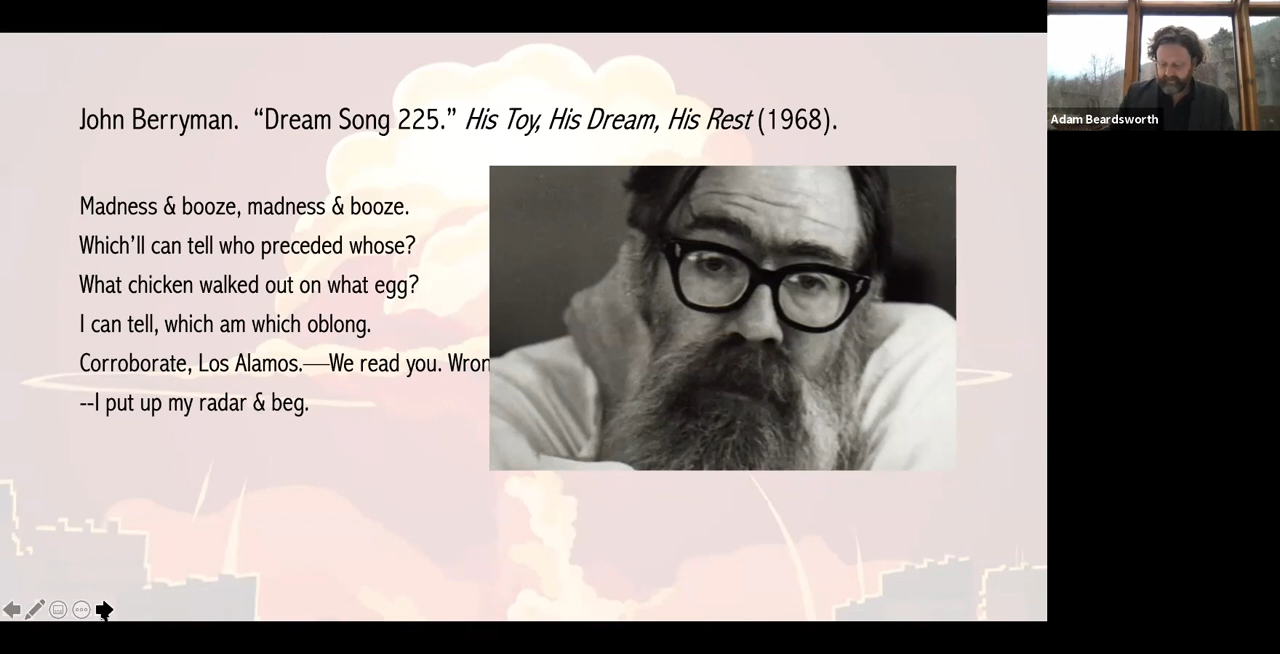 John Berryman. “Dream Song 225.” His Toy, His Dream, His Rest (1968).
Madness & booze, madness & booze.
Which’ll can tell who preceded whose?
What chicken walked out on what egg?
I can tell, which am which oblong.
Corroborate, Los Alamos.—We read you. Wron
--I put up my radar & beg.
Adam Beardsworth